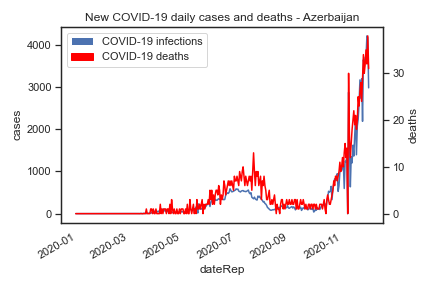 New COVID-19 daily cases and deaths - Azerbaijan
COVID-19 infections
COVID-19 deaths
4000
3000
2000
1000
0
cases
30
20
10
0
deaths
2020-01
2020-03
2020-05
2020-07
2020-09
2020-11
dateRep